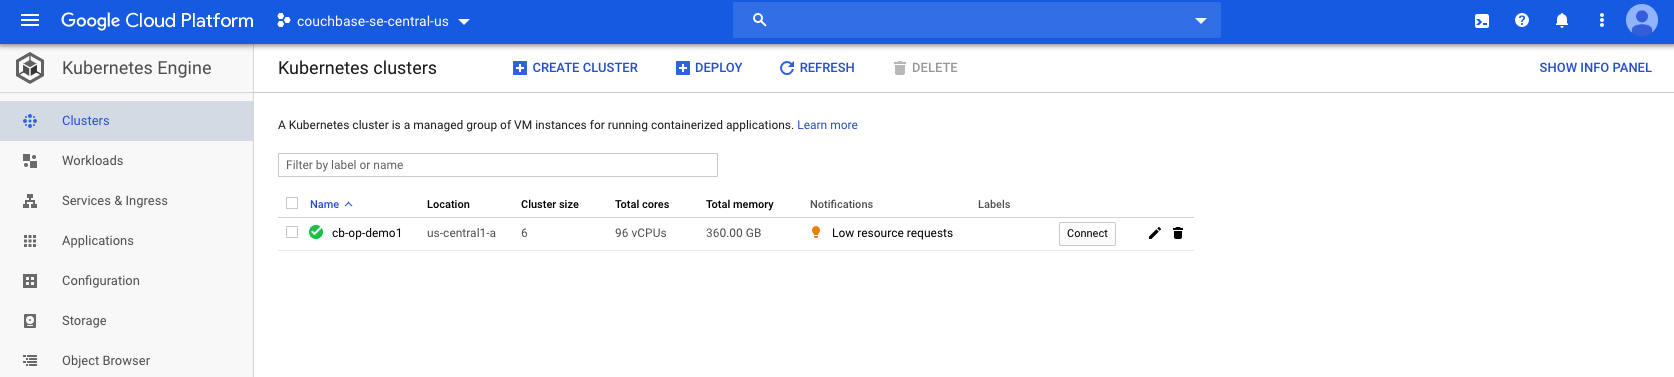 Google Cloud Platform couchbase-se-central-us
Kubernetes Engine
Kubernetes clusters CREATE CLUSTER DEPLOY REFRESH DELETE SHOW INFO PANEL
Clusters
Workloads
Services & Ingress
Applications
Configuration
Storage
Object Browser
A Kubernetes cluster is a managed group of VM instances for running containerized applications. Learn more
Filter by label or name
Name Location Cluster size Total cores Total memory Notifications Labels
cb-op-demo1 us-central1-a 6 96 vCPUs 360.00 GB Low resource requests Connect